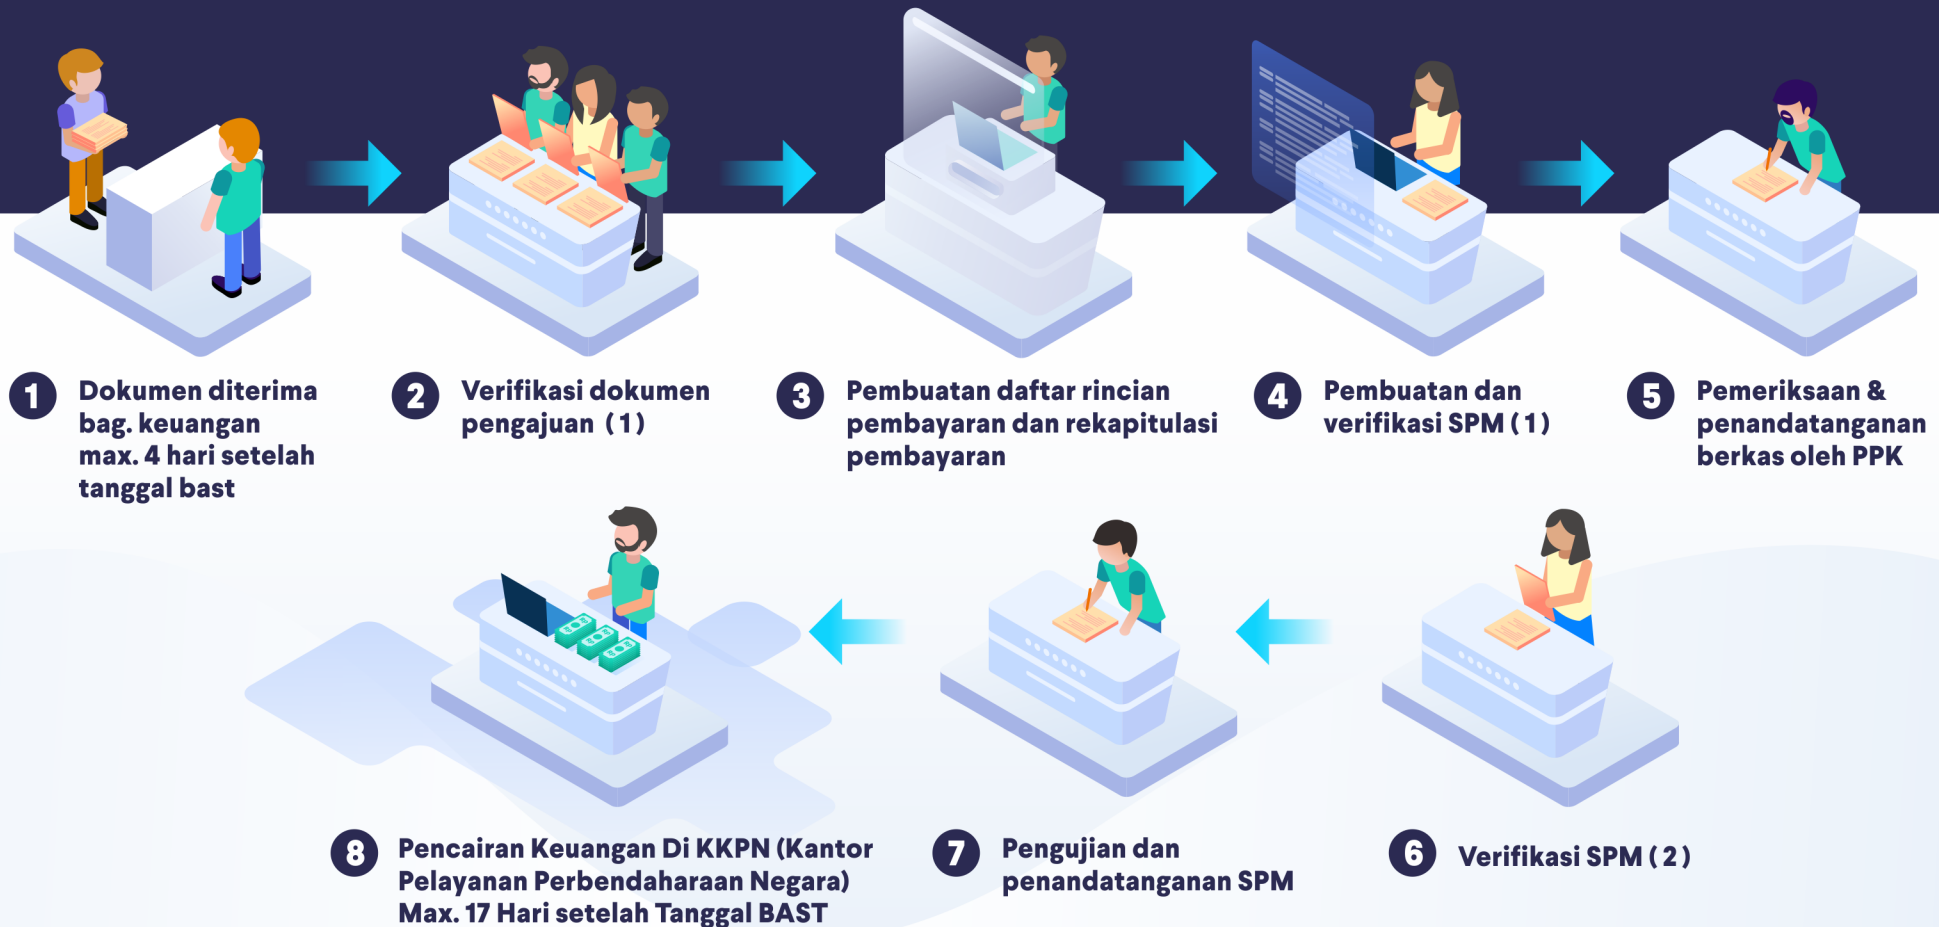 1
Dokumen diterima
bag. keuangan
max. 4 hari setelah
tanggal bast
2
Verifikasi dokumen
pengajuan (1)
3
Pembuatan daftar rincian
pembayaran dan rekapitulasi
pembayaran
4
Pembuatan dan
verifikasi SPM (1)
5
Pemeriksaan &
penandatanganan
berkas oleh PPK
6
Verifikasi SPM (2)
7
Pengujian dan
penandatanganan SPM
8
Pencairan Keuangan Di KKPN (Kantor
Pelayanan Perbendaharaan Negara)
Max. 17 Hari setelah Tanggal BAST